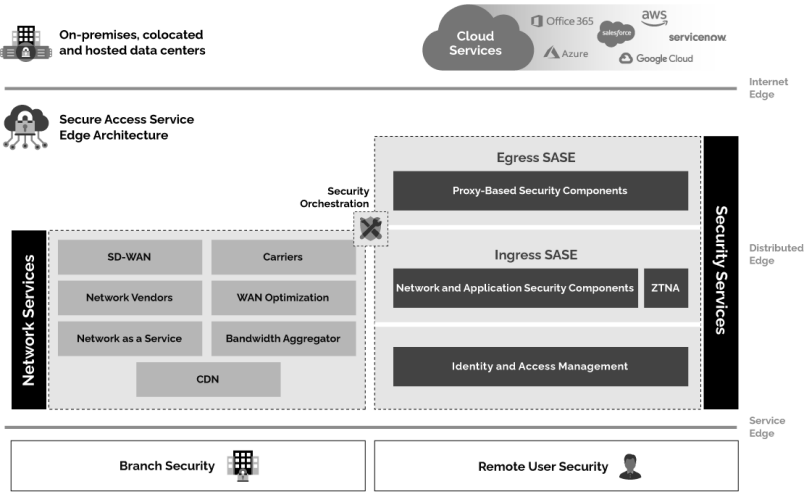 On-premises, colocated
and hosted data centers
Cloud
Services
Office 365
salesforce
aws
servicenow
Azure
Google Cloud
Internet
Edge
Secure Access Service
Edge Architecture
Security
Orchestration
Network Services
SD-WAN
Carriers
Network Vendors
WAN Optimization
Network as a Service
Bandwidth Aggregator
CDN
Egress SASE
Proxy-Based Security Components
Ingress SASE
Network and Application Security Components
ZTNA
Identity and Access Management
Security Services
Distributed
Edge
Service
Edge
Branch Security
Remote User Security